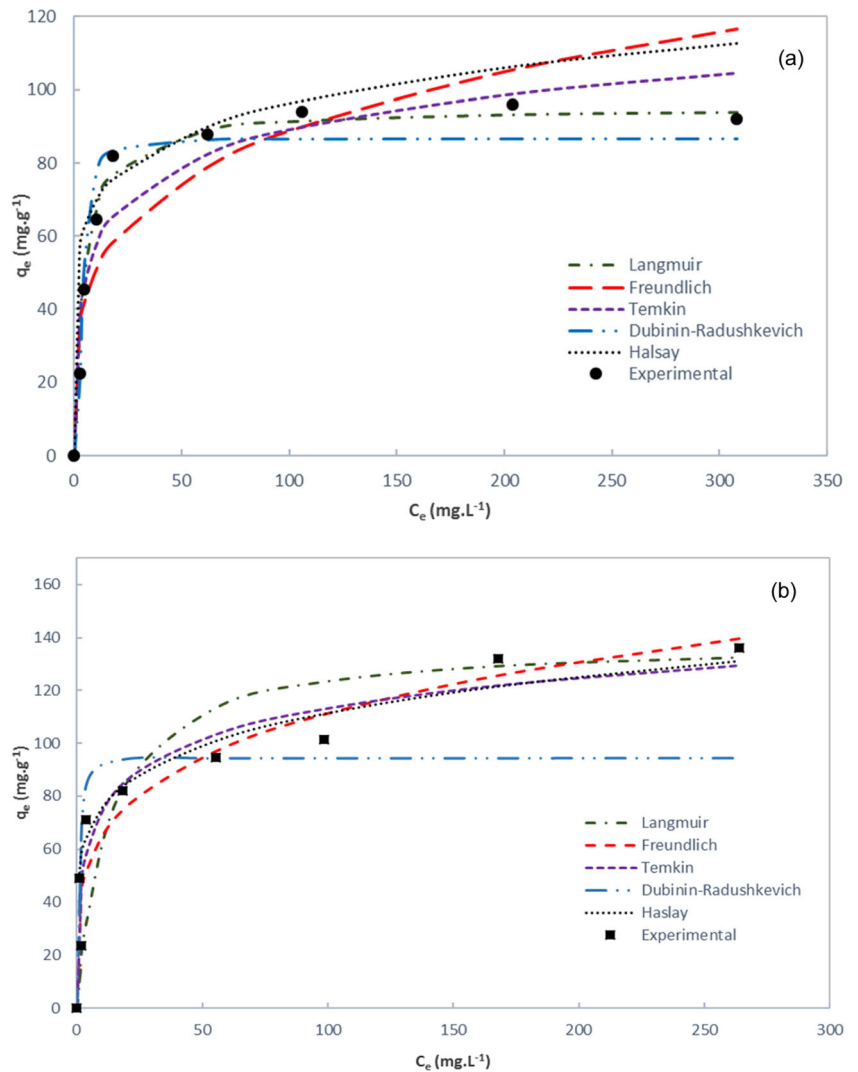 (a)
120
100
80
60
40
20
0
qₑ (mg.g⁻¹)
Langmuir
Freundlich
Temkin
Dubinin-Radushkevich
Halsay
Experimental
0 50 100 150 200 250 300 350
Cₑ (mg.L⁻¹)
(b)
160
140
120
100
80
60
40
20
0
qₑ (mg.g⁻¹)
Langmuir
Freundlich
Temkin
Dubinin-Radushkevich
Haslay
Experimental
0 50 100 150 200 250 300
Cₑ (mg.L⁻¹)